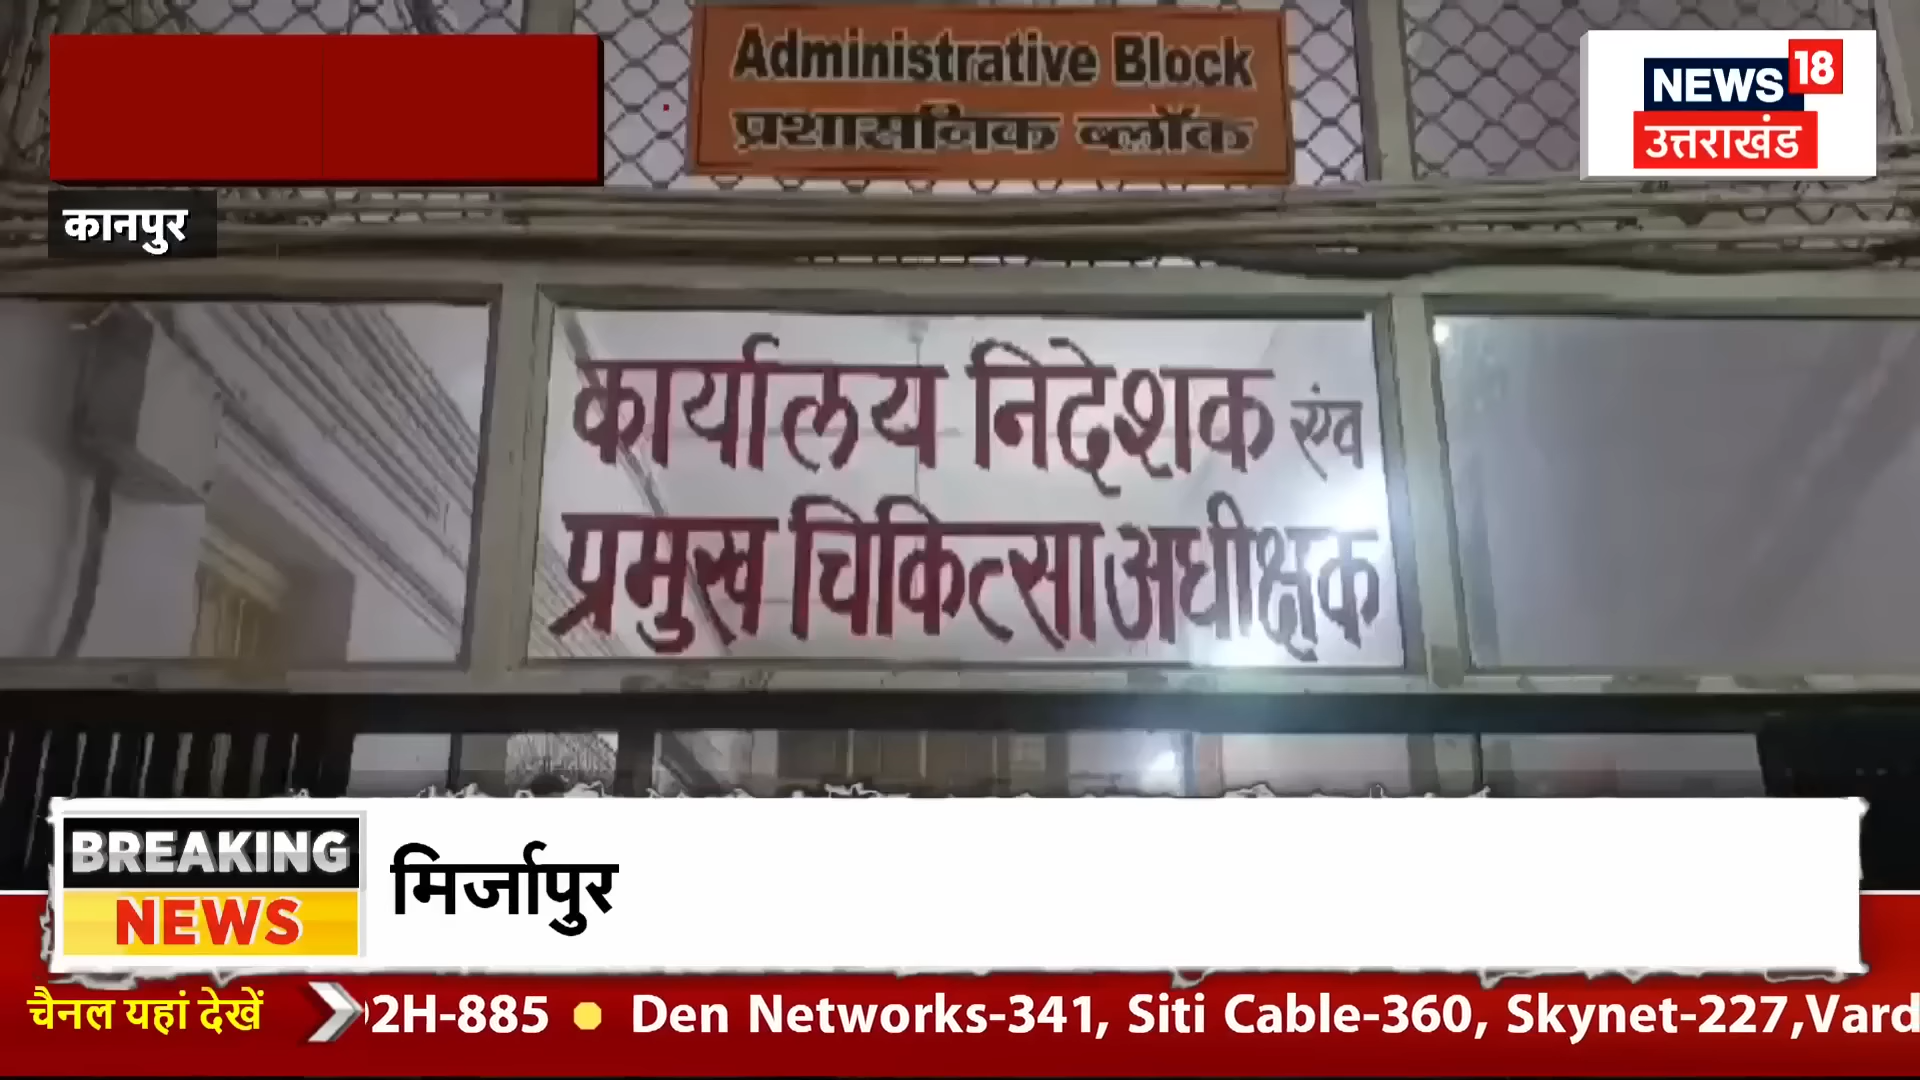 Administrative Block
प्रशासनिक ब्लॉक
NEWS 18
उत्तराखंड
कानपुर
कार्यालय निदेशक एंव
प्रमुख चिकित्सा अधीक्षक
BREAKING
NEWS
मिर्जापुर
चैनल यहां देखें
2H-885 ● Den Networks-341, Siti Cable-360, Skynet-227,Vard